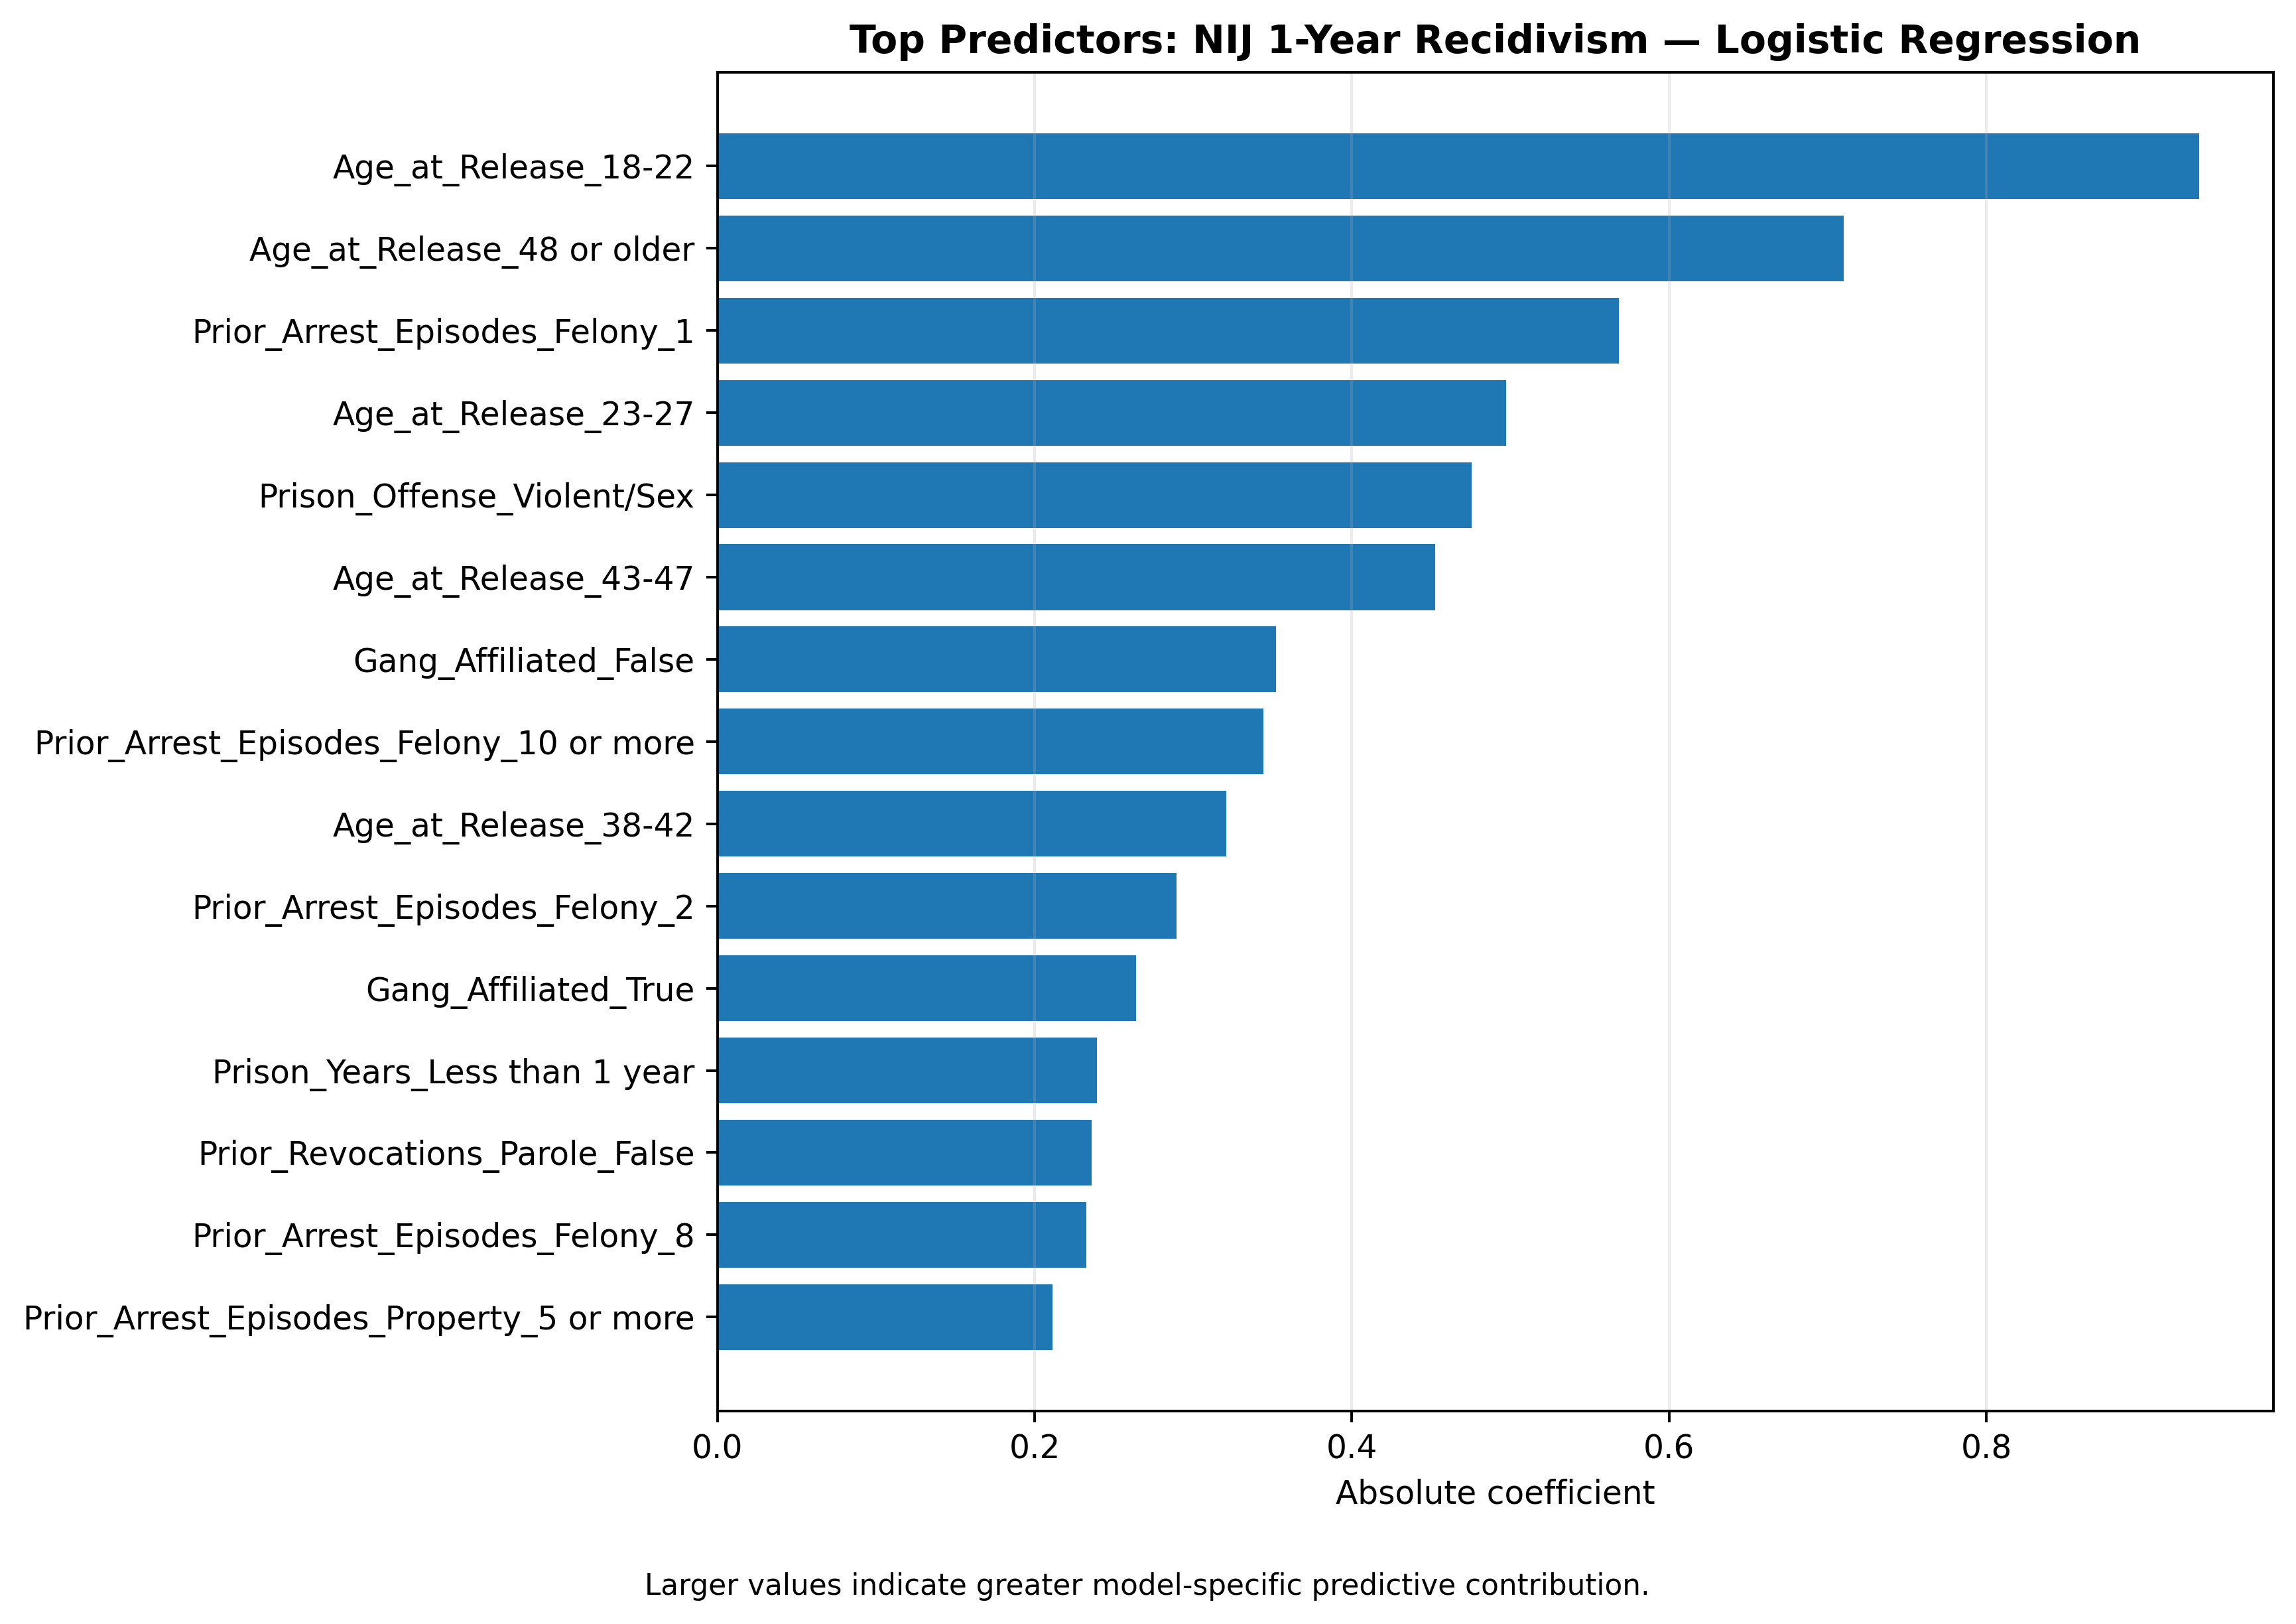 Top Predictors: NIJ 1-Year Recidivism — Logistic Regression
Age_at_Release_18-22
Age_at_Release_48 or older
Prior_Arrest_Episodes_Felony_1
Age_at_Release_23-27
Prison_Offense_Violent/Sex
Age_at_Release_43-47
Gang_Affiliated_False
Prior_Arrest_Episodes_Felony_10 or more
Age_at_Release_38-42
Prior_Arrest_Episodes_Felony_2
Gang_Affiliated_True
Prison_Years_Less than 1 year
Prior_Revocations_Parole_False
Prior_Arrest_Episodes_Felony_8
Prior_Arrest_Episodes_Property_5 or more
0.0 0.2 0.4 0.6 0.8
Absolute coefficient
Larger values indicate greater model-specific predictive contribution.